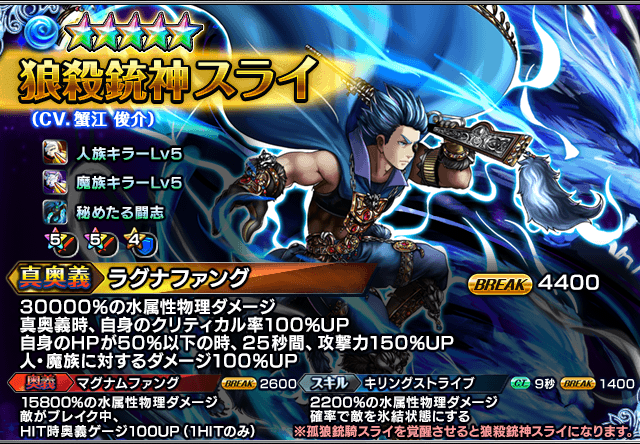 狼殺銃神スライ
(CV.蟹江 俊介)
人族キラーLv5
魔族キラーLv5
秘めたる闘志
5 5 4
真奥義 ラグナファング BREAK 4400
30000%の水属性物理ダメージ
真奥義時、自身のクリティカル率100%UP
自身のHPが50%以下の時、25秒間、攻撃力150%UP
人・魔族に対するダメージ100%UP
奥義 マグナムファング BREAK 2600 スキル キリングストライブ CT 9秒 BREAK 1400
15800%の水属性物理ダメージ
敵がブレイク中、
HIT時奥義ゲージ100UP (1HITのみ)
2200%の水属性物理ダメージ
確率で敵を氷結状態にする
※孤狼銃騎スライを覚醒させると狼殺銃神スライになります。